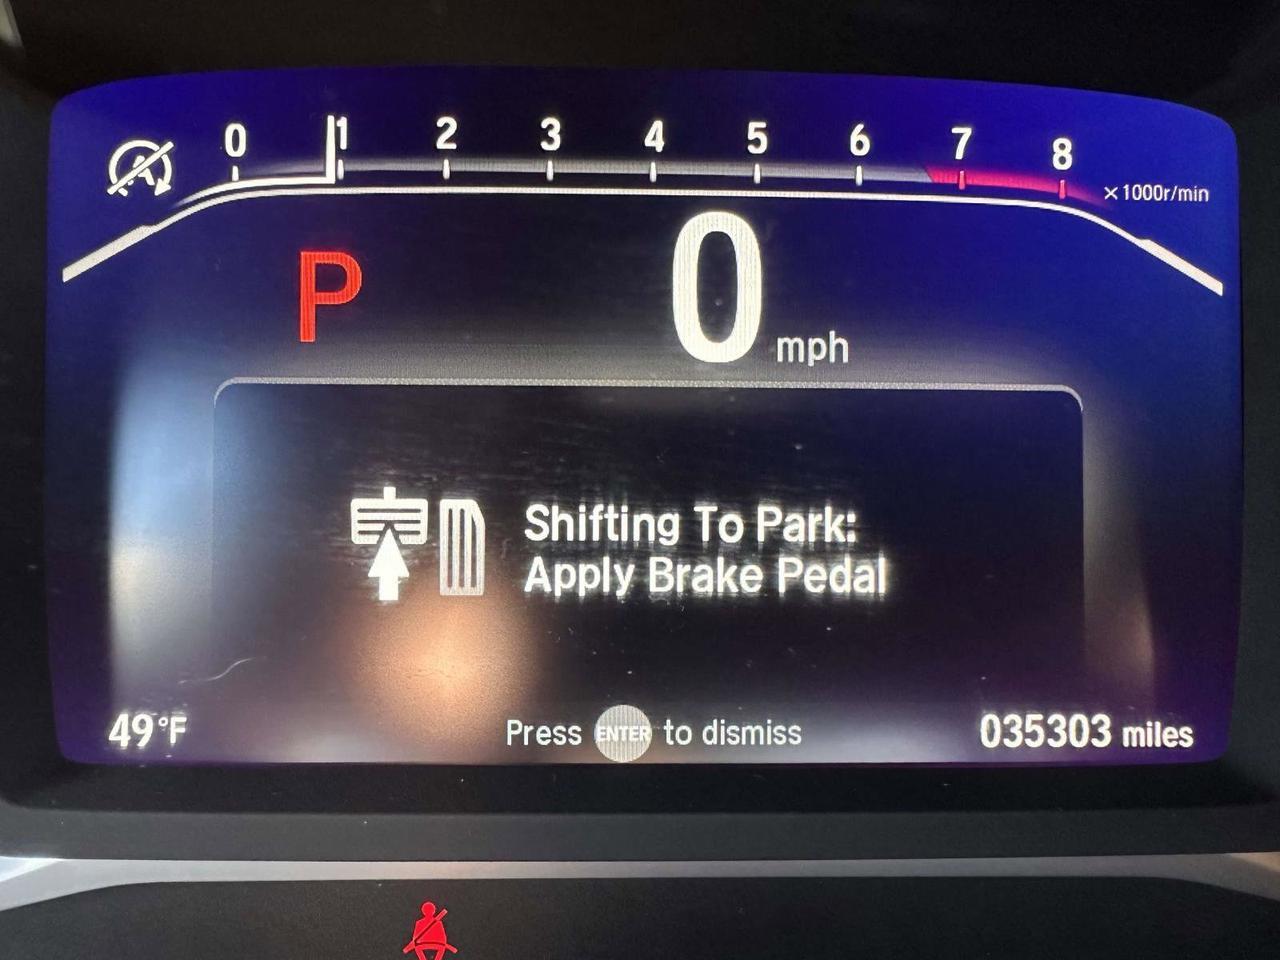 0 1 2 3 4 5 6 7 8
×1000r/min
A
P
0 mph
Shifting To Park:
Apply Brake Pedal
49°F
Press ENTER to dismiss
035303 miles